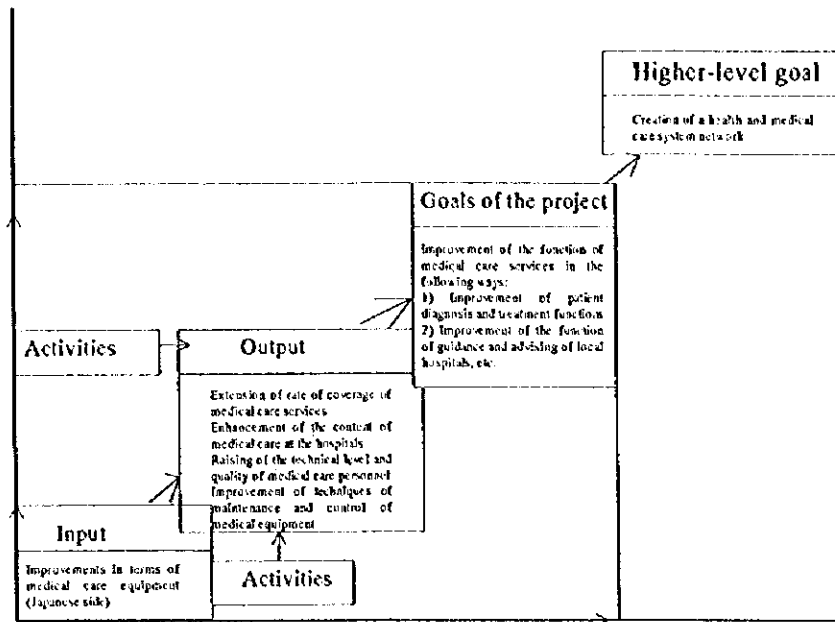 Higher-level goal
Creation of a health and medical
care system network
Goals of the project
Improvement of the function of
medical care services in the
following ways:
1) Improvement of patient
diagnosis and treatment functions
2) Improvement of the function
of guidance and advising of local
hospitals, etc.
Activities
Output
Extension of rate of coverage of
medical care services
Enhancement of the content of
medical care at the hospitals
Raising of the technical level and
quality of medical care personnel
Improvement of techniques of
maintenance and control of
medical equipment
Input
Improvements in terms of
medical care equipment
(Japanese side)
Activities